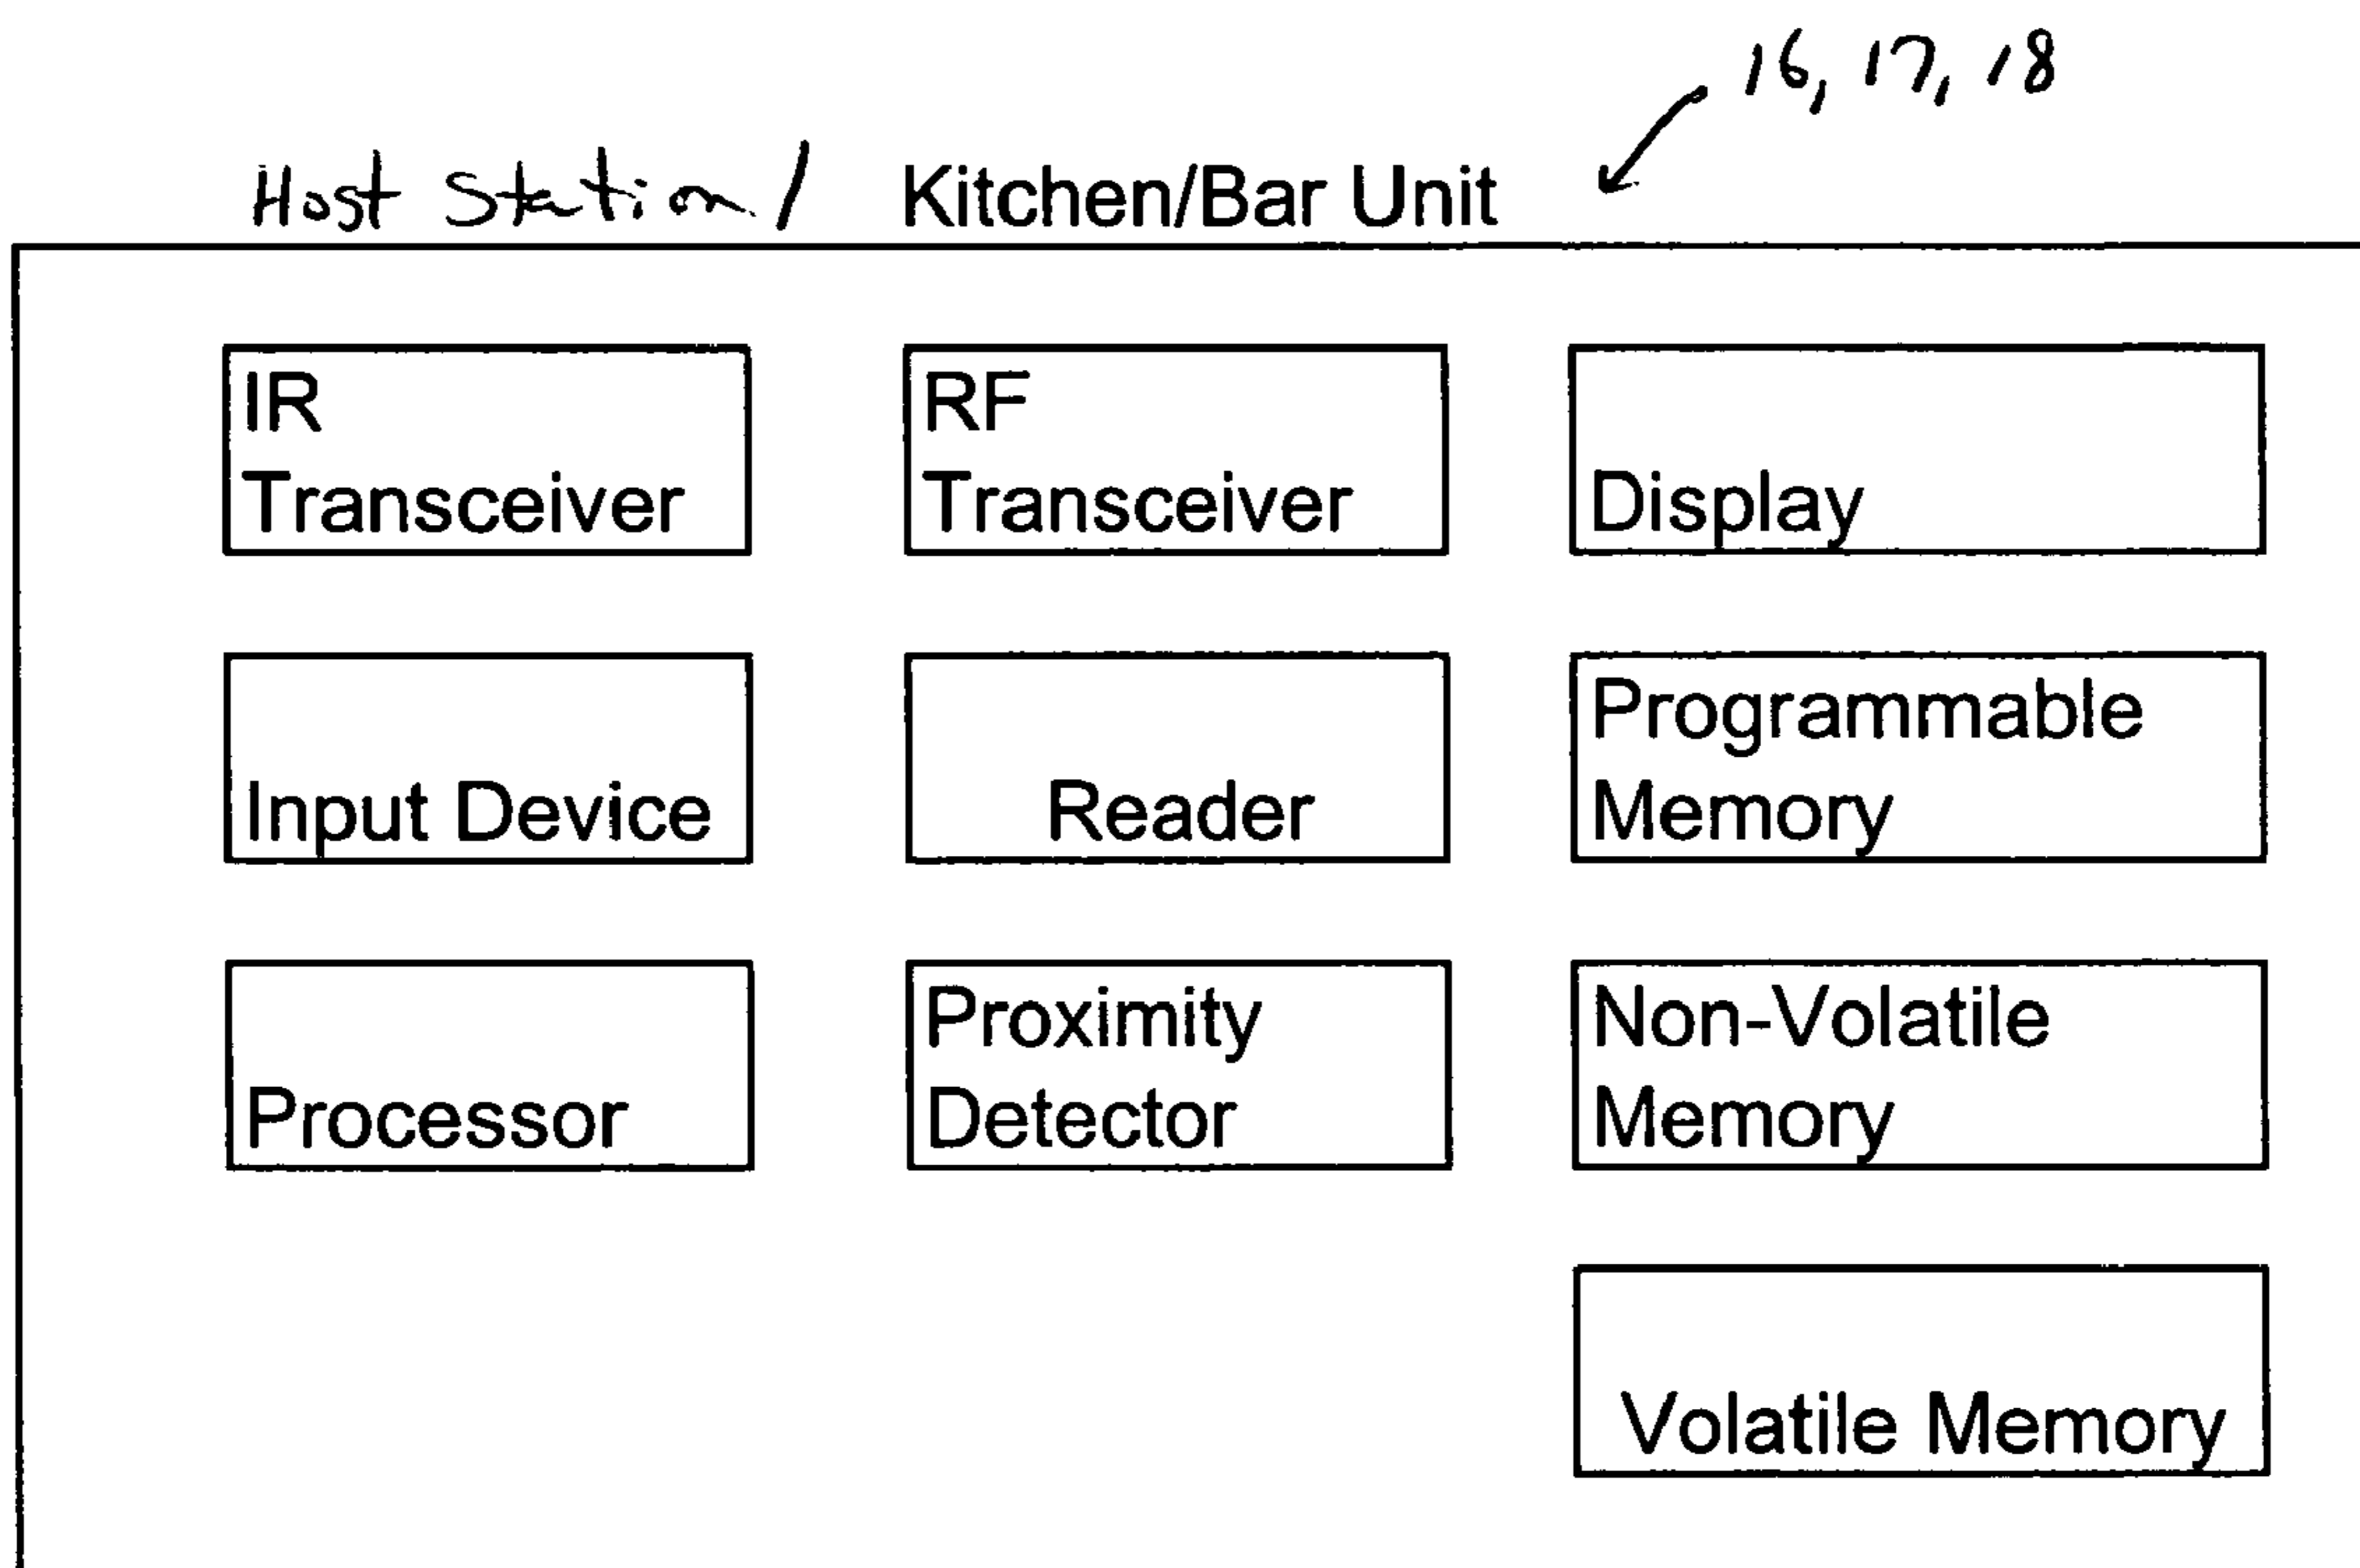 16, 17, 18
Host Station / Kitchen/Bar Unit
IR
Transceiver
RF
Transceiver
Display
Input Device
Reader
Programmable
Memory
Processor
Proximity
Detector
Non-Volatile
Memory
Volatile Memory